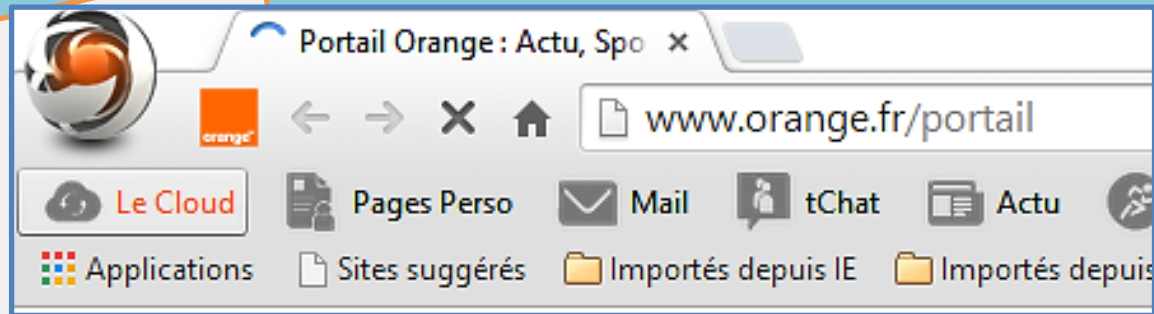 Portail Orange : Actu, Spo
orange™ www.orange.fr/portail
Le Cloud Pages Perso Mail tChat Actu
Applications Sites suggérés Importés depuis IE Importés depuis